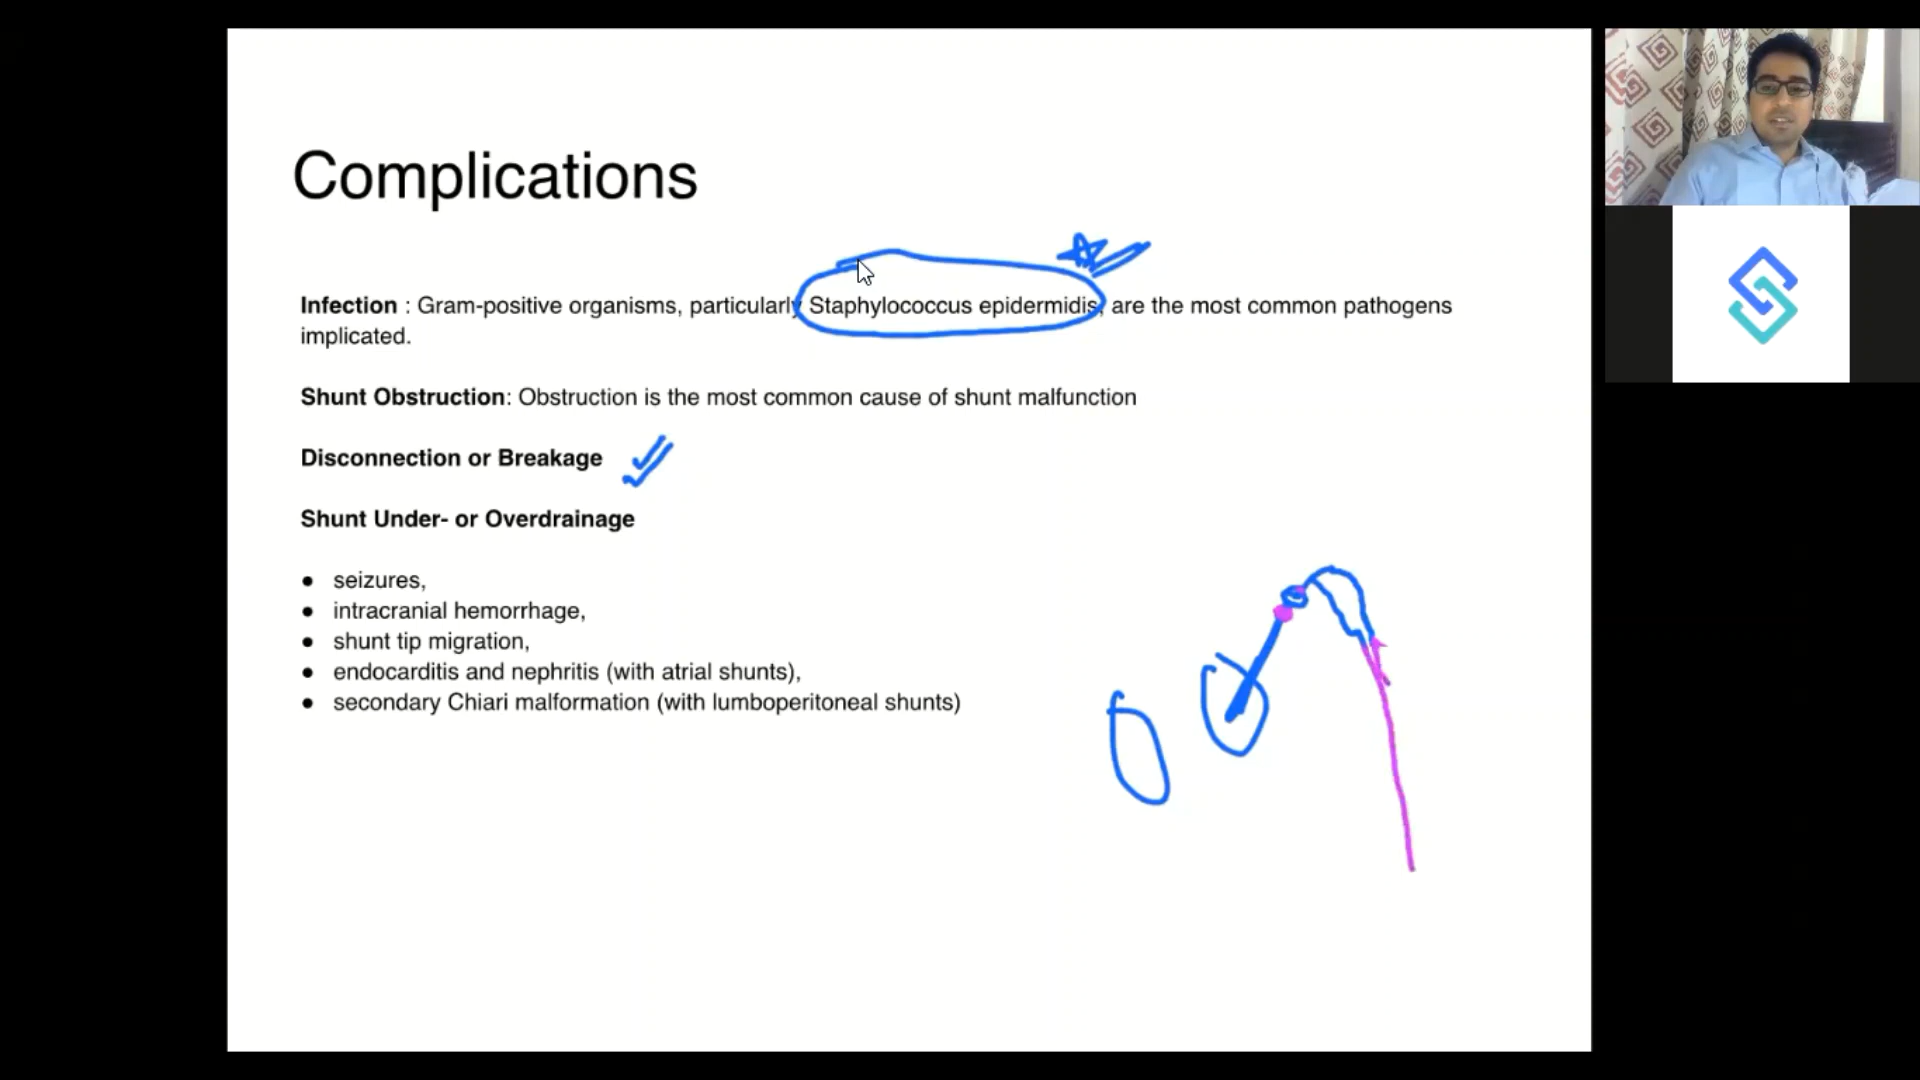 Complications
Infection : Gram-positive organisms, particularly Staphylococcus epidermidis, are the most common pathogens
implicated.
Shunt Obstruction: Obstruction is the most common cause of shunt malfunction
Disconnection or Breakage
Shunt Under- or Overdrainage
● seizures,
● intracranial hemorrhage,
● shunt tip migration,
● endocarditis and nephritis (with atrial shunts),
● secondary Chiari malformation (with lumboperitoneal shunts)